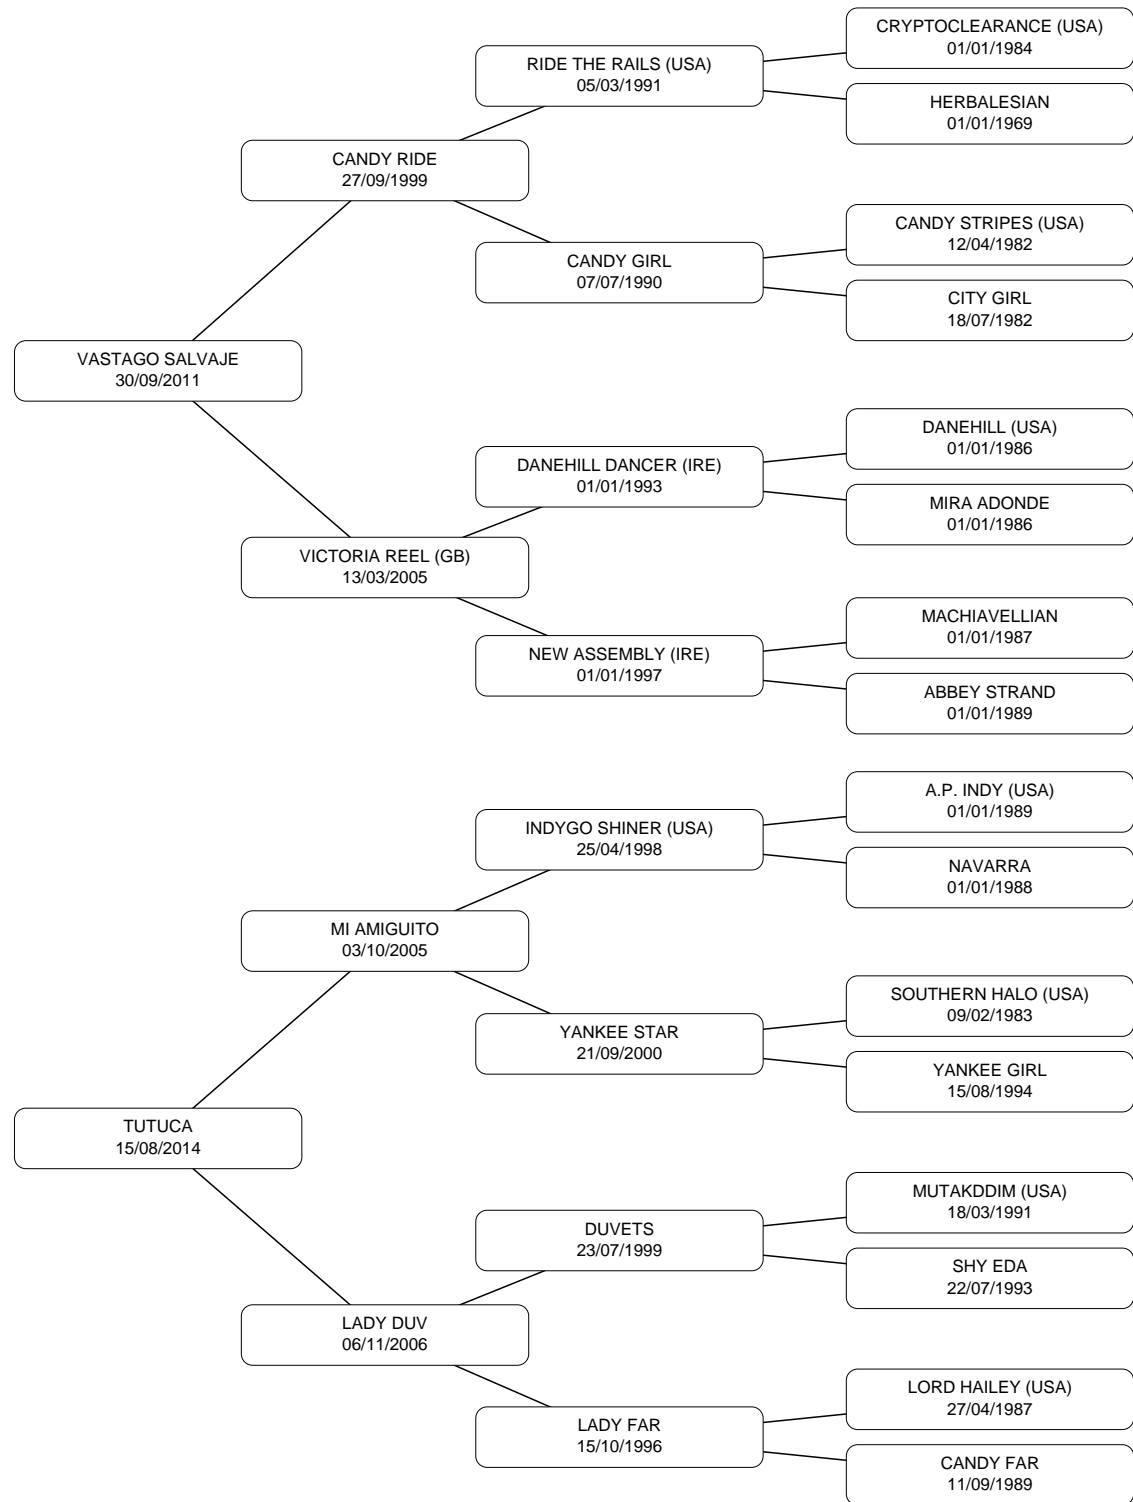 CRYPTOCLEARANCE (USA)
01/01/1984
RIDE THE RAILS (USA)
05/03/1991
HERBALESIAN
01/01/1969
CANDY RIDE
27/09/1999
CANDY STRIPES (USA)
12/04/1982
CANDY GIRL
07/07/1990
CITY GIRL
18/07/1982
VASTAGO SALVAJE
30/09/2011
DANEHILL (USA)
01/01/1986
DANEHILL DANCER (IRE)
01/01/1993
MIRA ADONDE
01/01/1986
VICTORIA REEL (GB)
13/03/2005
MACHIAVELLIAN
01/01/1987
NEW ASSEMBLY (IRE)
01/01/1997
ABBEY STRAND
01/01/1989
A.P. INDY (USA)
01/01/1989
INDYGO SHINER (USA)
25/04/1998
NAVARRA
01/01/1988
MI AMIGUITO
03/10/2005
SOUTHERN HALO (USA)
09/02/1983
YANKEE STAR
21/09/2000
YANKEE GIRL
15/08/1994
TUTUCA
15/08/2014
MUTAKDDIM (USA)
18/03/1991
DUVETS
23/07/1999
SHY EDA
22/07/1993
LADY DUV
06/11/2006
LORD HAILEY (USA)
27/04/1987
LADY FAR
15/10/1996
CANDY FAR
11/09/1989